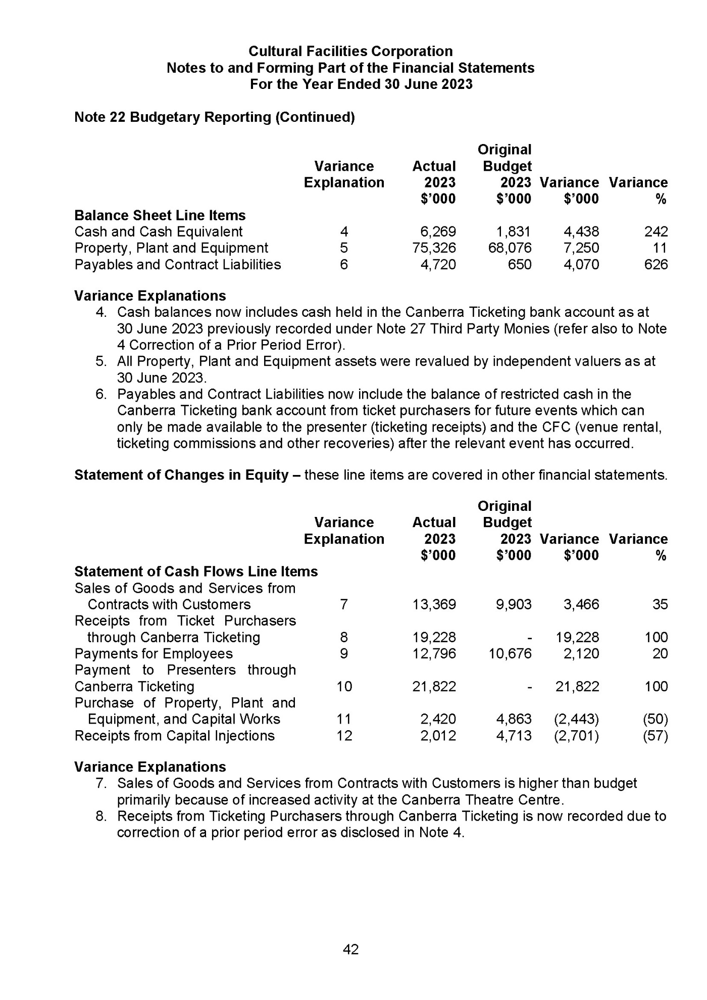 Cultural Facilities Corporation
Notes to and Forming Part of the Financial Statements
For the Year Ended 30 June 2023
Note 22 Budgetary Reporting (Continued)
Original
Variance Actual Budget
Explanation 2023 2023 Variance Variance
$’000 $’000 $’000 %
Balance Sheet Line Items
Cash and Cash Equivalent 4 6,269 1,831 4,438 242
Property, Plant and Equipment 5 75,326 68,076 7,250 11
Payables and Contract Liabilities 6 4,720 650 4,070 626
Variance Explanations
4. Cash balances now includes cash held in the Canberra Ticketing bank account as at
30 June 2023 previously recorded under Note 27 Third Party Monies (refer also to Note
4 Correction of a Prior Period Error).
5. All Property, Plant and Equipment assets were revalued by independent valuers as at
30 June 2023.
6. Payables and Contract Liabilities now include the balance of restricted cash in the
Canberra Ticketing bank account from ticket purchasers for future events which can
only be made available to the presenter (ticketing receipts) and the CFC (venue rental,
ticketing commissions and other recoveries) after the relevant event has occurred.
Statement of Changes in Equity – these line items are covered in other financial statements.
Original
Variance Actual Budget
Explanation 2023 2023 Variance Variance
$’000 $’000 $’000 %
Statement of Cash Flows Line Items
Sales of Goods and Services from
Contracts with Customers 7 13,369 9,903 3,466 35
Receipts from Ticket Purchasers
through Canberra Ticketing 8 19,228 - 19,228 100
Payments for Employees 9 12,796 10,676 2,120 20
Payment to Presenters through
Canberra Ticketing 10 21,822 - 21,822 100
Purchase of Property, Plant and
Equipment, and Capital Works 11 2,420 4,863 (2,443) (50)
Receipts from Capital Injections 12 2,012 4,713 (2,701) (57)
Variance Explanations
7. Sales of Goods and Services from Contracts with Customers is higher than budget
primarily because of increased activity at the Canberra Theatre Centre.
8. Receipts from Ticketing Purchasers through Canberra Ticketing is now recorded due to
correction of a prior period error as disclosed in Note 4.
42